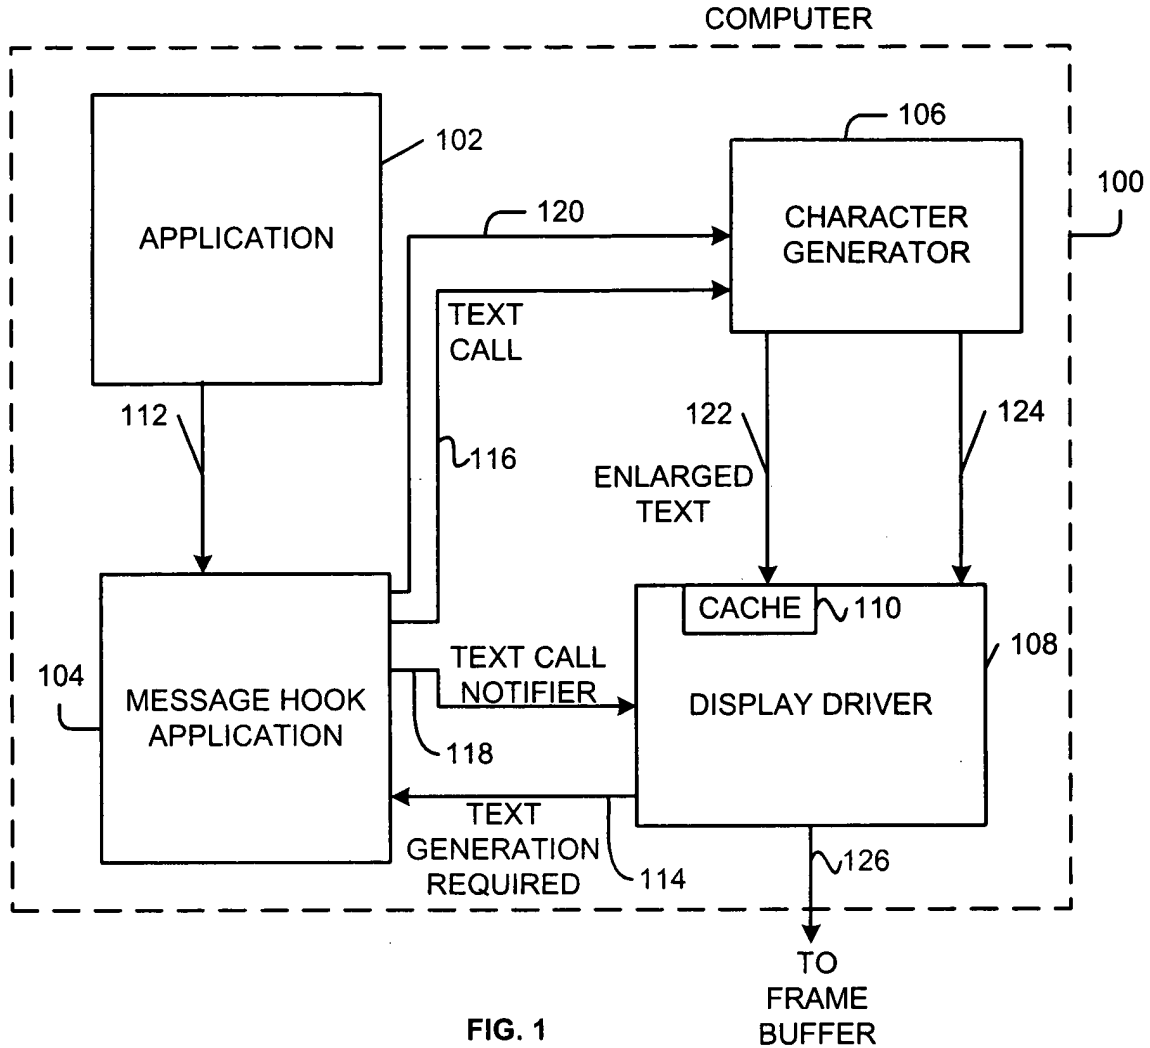 COMPUTER
102
106
100
APPLICATION
120
CHARACTER
GENERATOR
TEXT
CALL
112
116
122
124
ENLARGED
TEXT
CACHE
110
104
MESSAGE HOOK
APPLICATION
TEXT CALL
NOTIFIER
118
DISPLAY DRIVER
108
TEXT
GENERATION
REQUIRED
114
126
TO
FRAME
BUFFER
FIG. 1